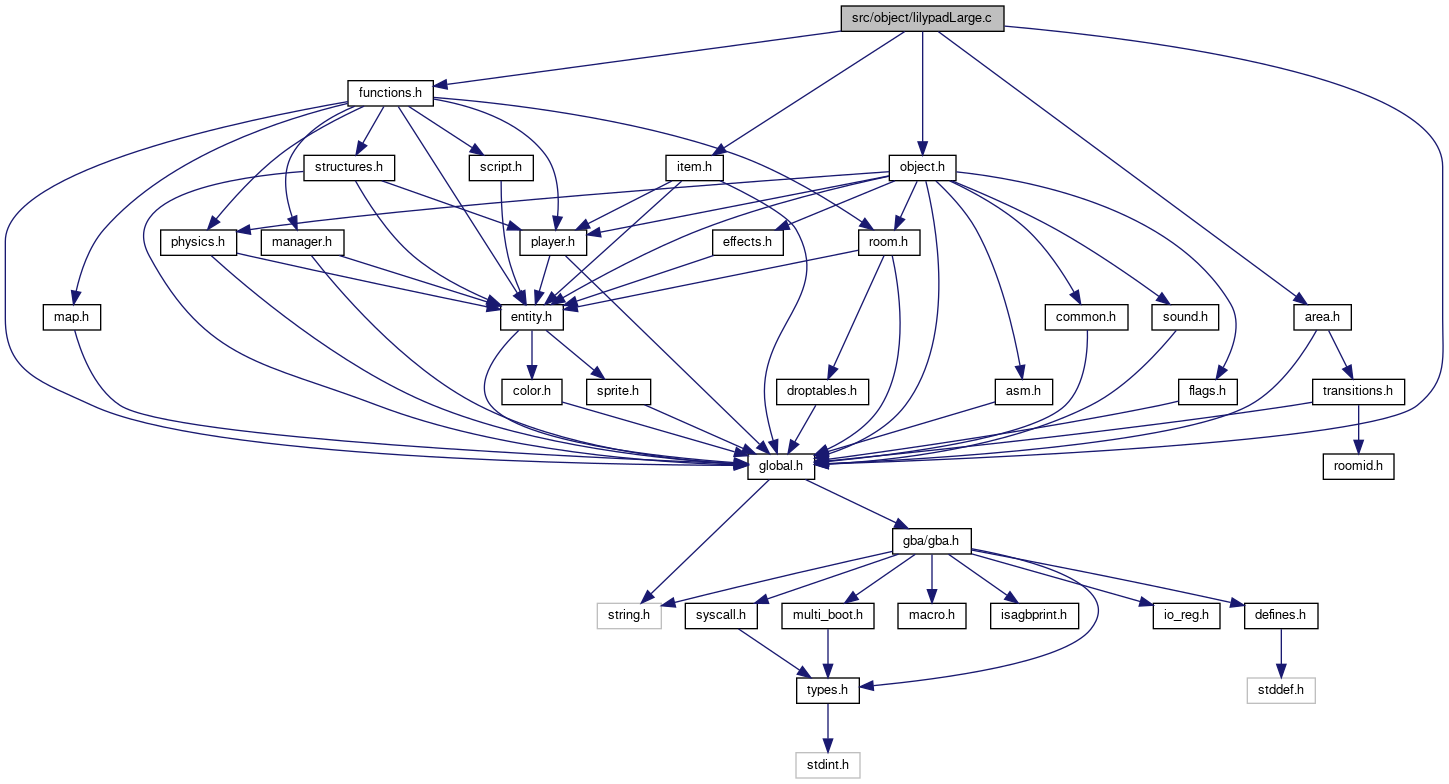 src/object/lilypadLarge.c
functions.h
structures.h
script.h
item.h
object.h
physics.h
manager.h
player.h
effects.h
room.h
map.h
entity.h
common.h
sound.h
area.h
color.h
sprite.h
droptables.h
asm.h
flags.h
transitions.h
global.h
roomid.h
gba/gba.h
string.h
syscall.h
multi_boot.h
macro.h
isagbprint.h
io_reg.h
defines.h
types.h
stddef.h
stdint.h